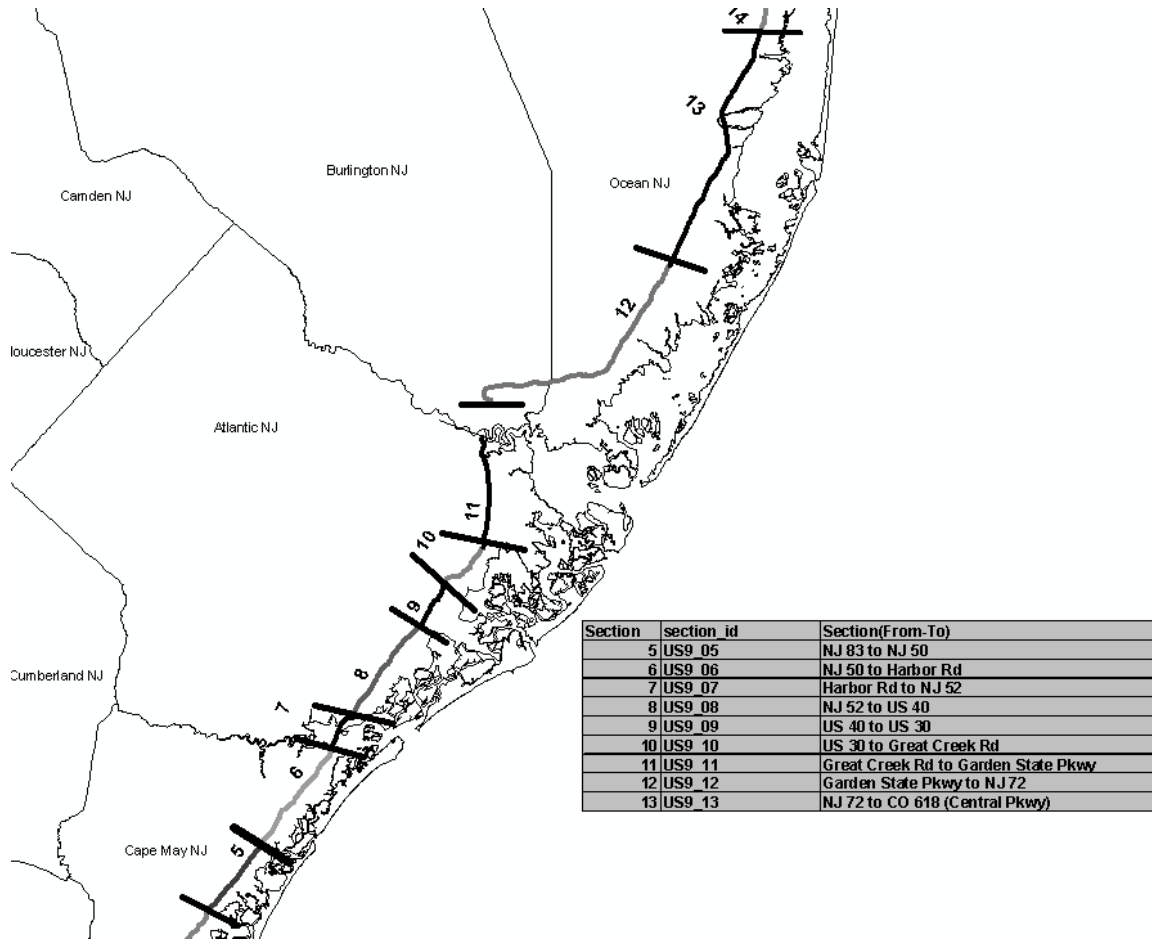 14
13
Burlington NJ
Ocean NJ
Camden NJ
12
loucester NJ
Atlantic NJ
11
10
9
8
Cumberland NJ
7
6
Cape May NJ
5
Section section_id Section(From-To)
5 US9_05 NJ 83 to NJ 50
6 US9_06 NJ 50 to Harbor Rd
7 US9_07 Harbor Rd to NJ 52
8 US9_08 NJ 52 to US 40
9 US9_09 US 40 to US 30
10 US9_10 US 30 to Great Creek Rd
11 US9_11 Great Creek Rd to Garden State Pkwy
12 US9_12 Garden State Pkwy to NJ 72
13 US9_13 NJ 72 to CO 618 (Central Pkwy)